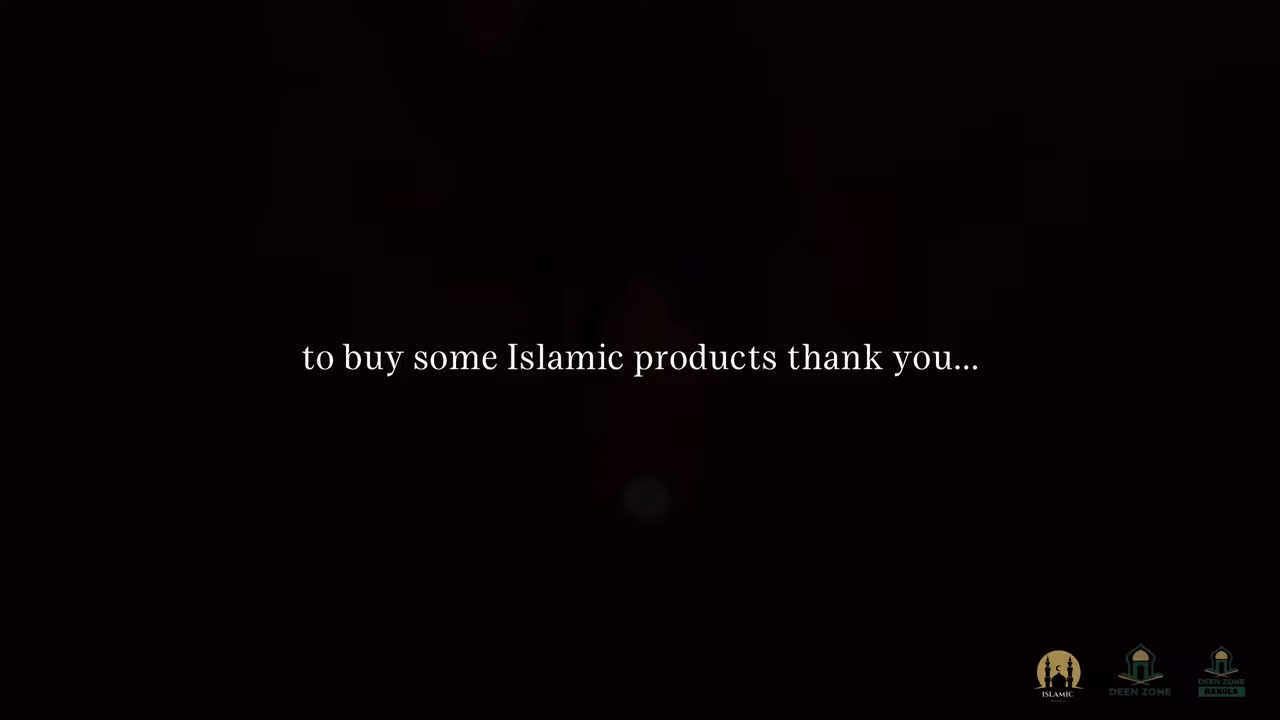 to buy some Islamic products thank you...
ISLAMIC
DEEN ZONE
DEEN ZONE
BANGLA